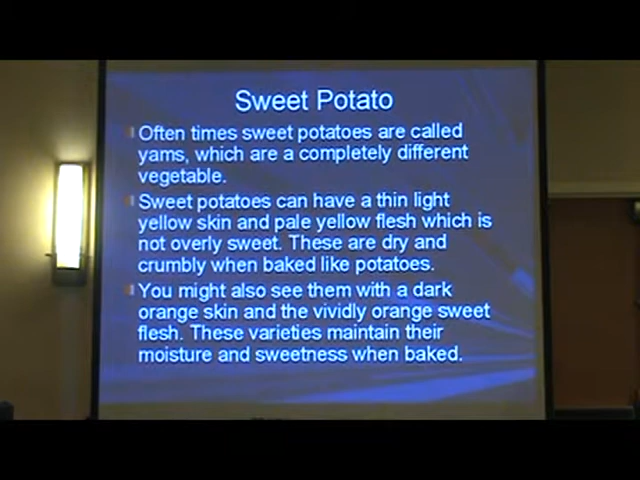 Sweet Potato
Often times sweet potatoes are called
yams, which are a completely different
vegetable.
Sweet potatoes can have a thin light
yellow skin and pale yellow flesh which is
not overly sweet. These are dry and
crumbly when baked like potatoes.
You might also see them with a dark
orange skin and the vividly orange sweet
flesh. These varieties maintain their
moisture and sweetness when baked.